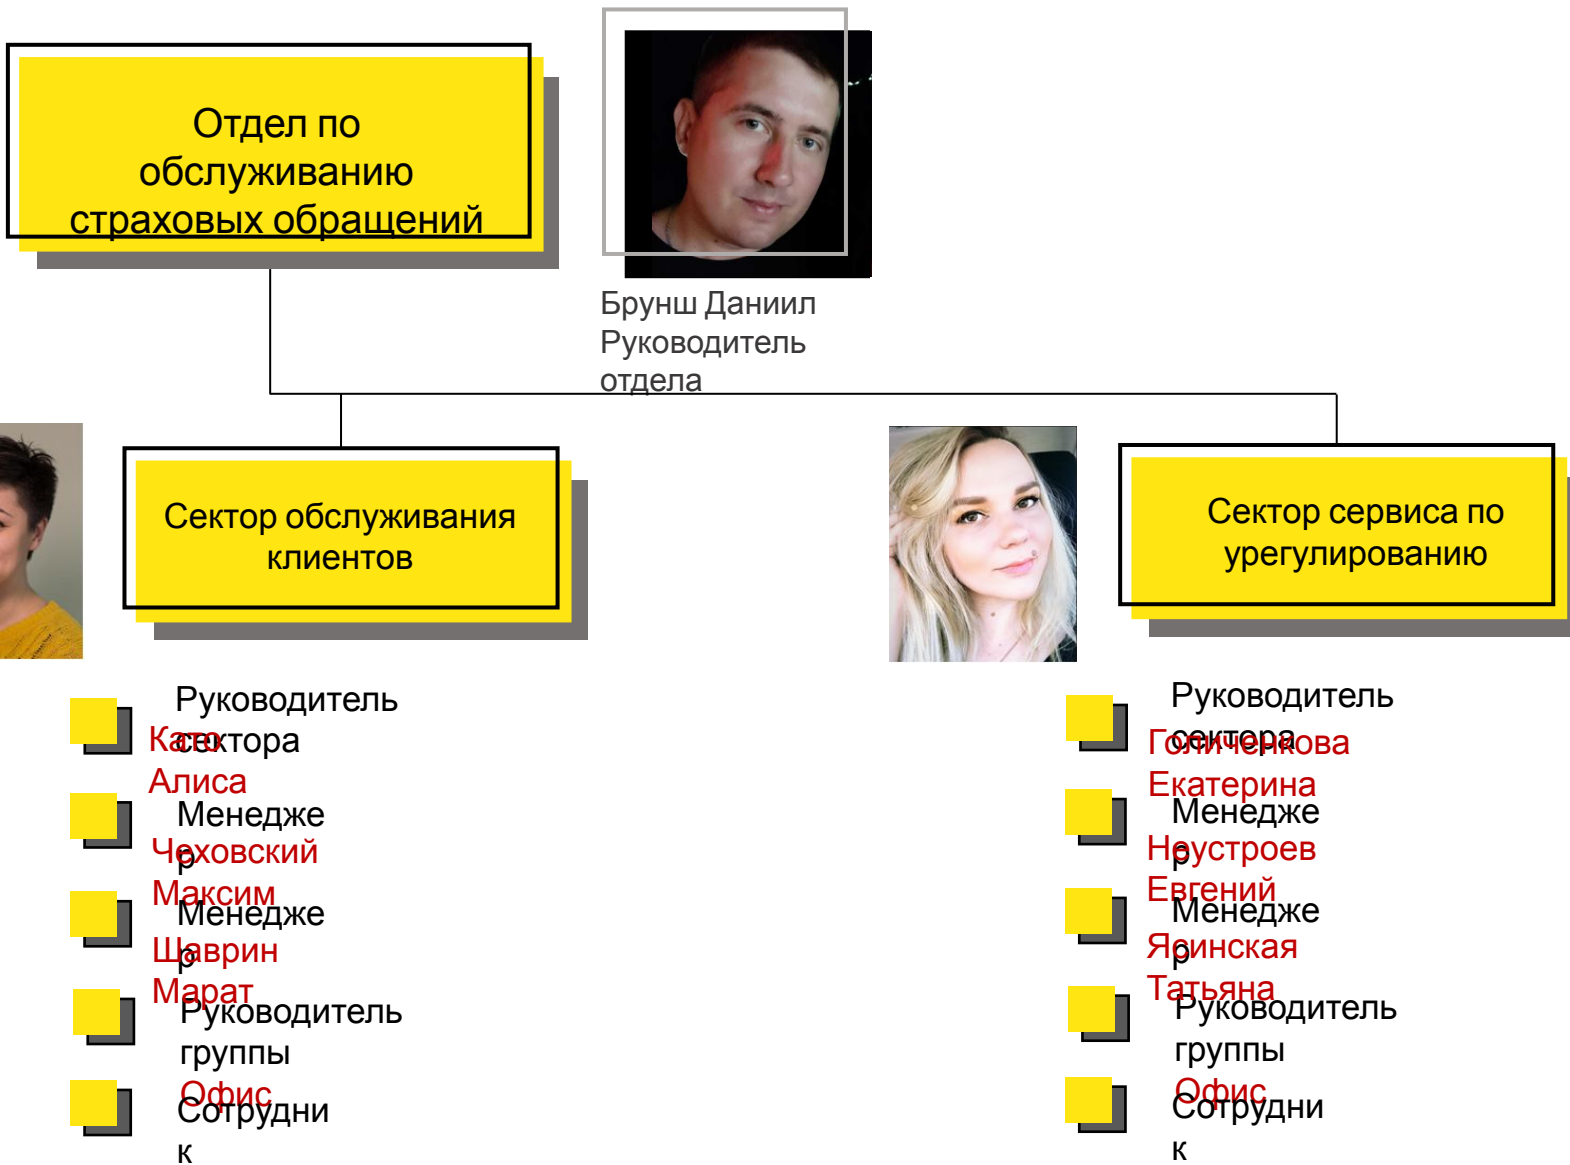 Отдел по
обслуживанию
страховых обращений
Брунш Даниил
Руководитель
отдела
Сектор обслуживания
клиентов
Руководитель
сектора
Като
Алиса
Менедже
р
Чеховский
Максим
Менедже
р
Шаврин
Марат
Руководитель
группы
Офис
Сотрудни
к
Сектор сервиса по
урегулированию
Руководитель
сектора
Голиченкова
Екатерина
Менедже
р
Неустроев
Евгений
Менедже
р
Ясинская
Татьяна
Руководитель
группы
Офис
Сотрудни
к